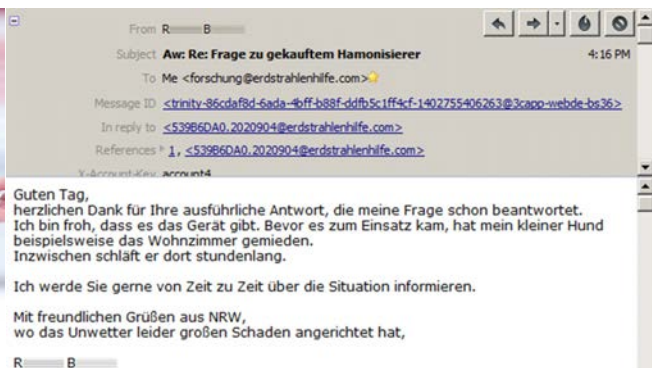 From R B
Subject Aw: Re: Frage zu gekauftem Hamonisierer 4:16 PM
To Me <forschung@erdstrahlenhilfe.com>
Message ID <trinity-86cdaf8d-6ada-4bff-b88f-ddfb5c1ff4cf-1402755406263@3capp-webde-bs36>
In reply to <539B6DA0.2020904@erdstrahlenhilfe.com>
References 1, <539B6DA0.2020904@erdstrahlenhilfe.com>
X-Account-Key account4
Guten Tag,
herzlichen Dank für Ihre ausführliche Antwort, die meine Frage schon beantwortet.
Ich bin froh, dass es das Gerät gibt. Bevor es zum Einsatz kam, hat mein kleiner Hund
beispielsweise das Wohnzimmer gemieden.
Inzwischen schläft er dort stundenlang.
Ich werde Sie gerne von Zeit zu Zeit über die Situation informieren.
Mit freundlichen Grüßen aus NRW,
wo das Unwetter leider großen Schaden angerichtet hat,
R B